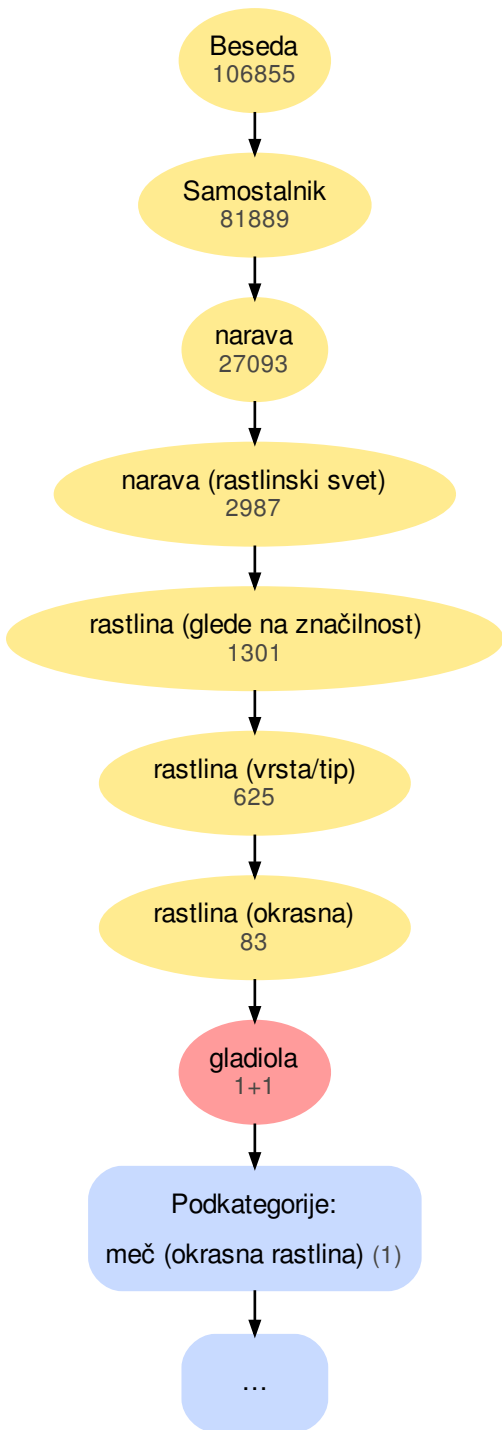 Beseda
106855
Samostalnik
81889
narava
27093
narava (rastlinski svet)
2987
rastlina (glede na značilnost)
1301
rastlina (vrsta/tip)
625
rastlina (okrasna)
83
gladiola
1+1
Podkategorije:
meč (okrasna rastlina) (1)
...